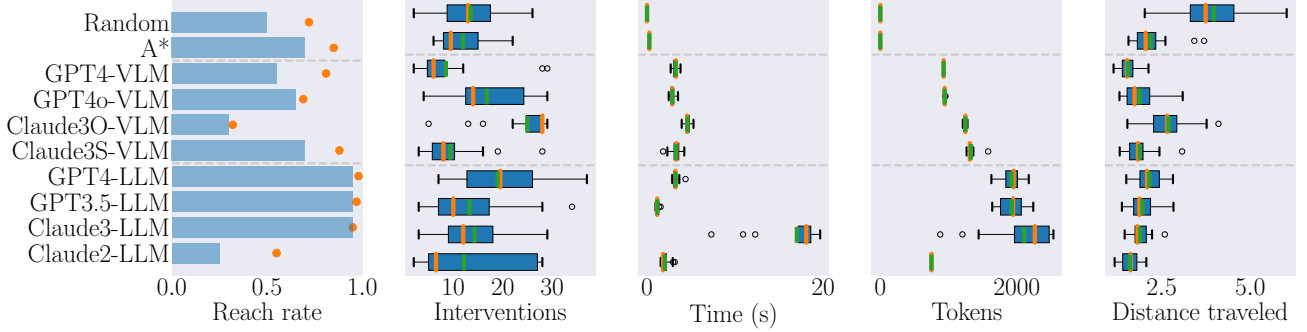 Random
A*
GPT4-VLM
GPT4o-VLM
Claude3O-VLM
Claude3S-VLM
GPT4-LLM
GPT3.5-LLM
Claude3-LLM
Claude2-LLM
0.0 0.5 1.0
Reach rate
10 20 30
Interventions
0 20
Time (s)
0 2000
Tokens
2.5 5.0
Distance traveled